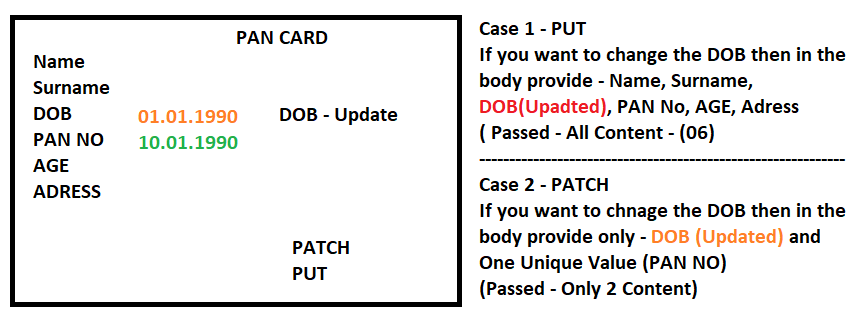 PAN CARD
Name
Surname
DOB 01.01.1990 DOB - Update
PAN NO 10.01.1990
AGE
ADRESS
PATCH
PUT
Case 1 - PUT
If you want to change the DOB then in the
body provide - Name, Surname,
DOB(Upadted), PAN No, AGE, Adress
( Passed - All Content - (06)
--------------------------------------------------------------
Case 2 - PATCH
If you want to chnage the DOB then in the
body provide only - DOB (Updated) and
One Unique Value (PAN NO)
(Passed - Only 2 Content)